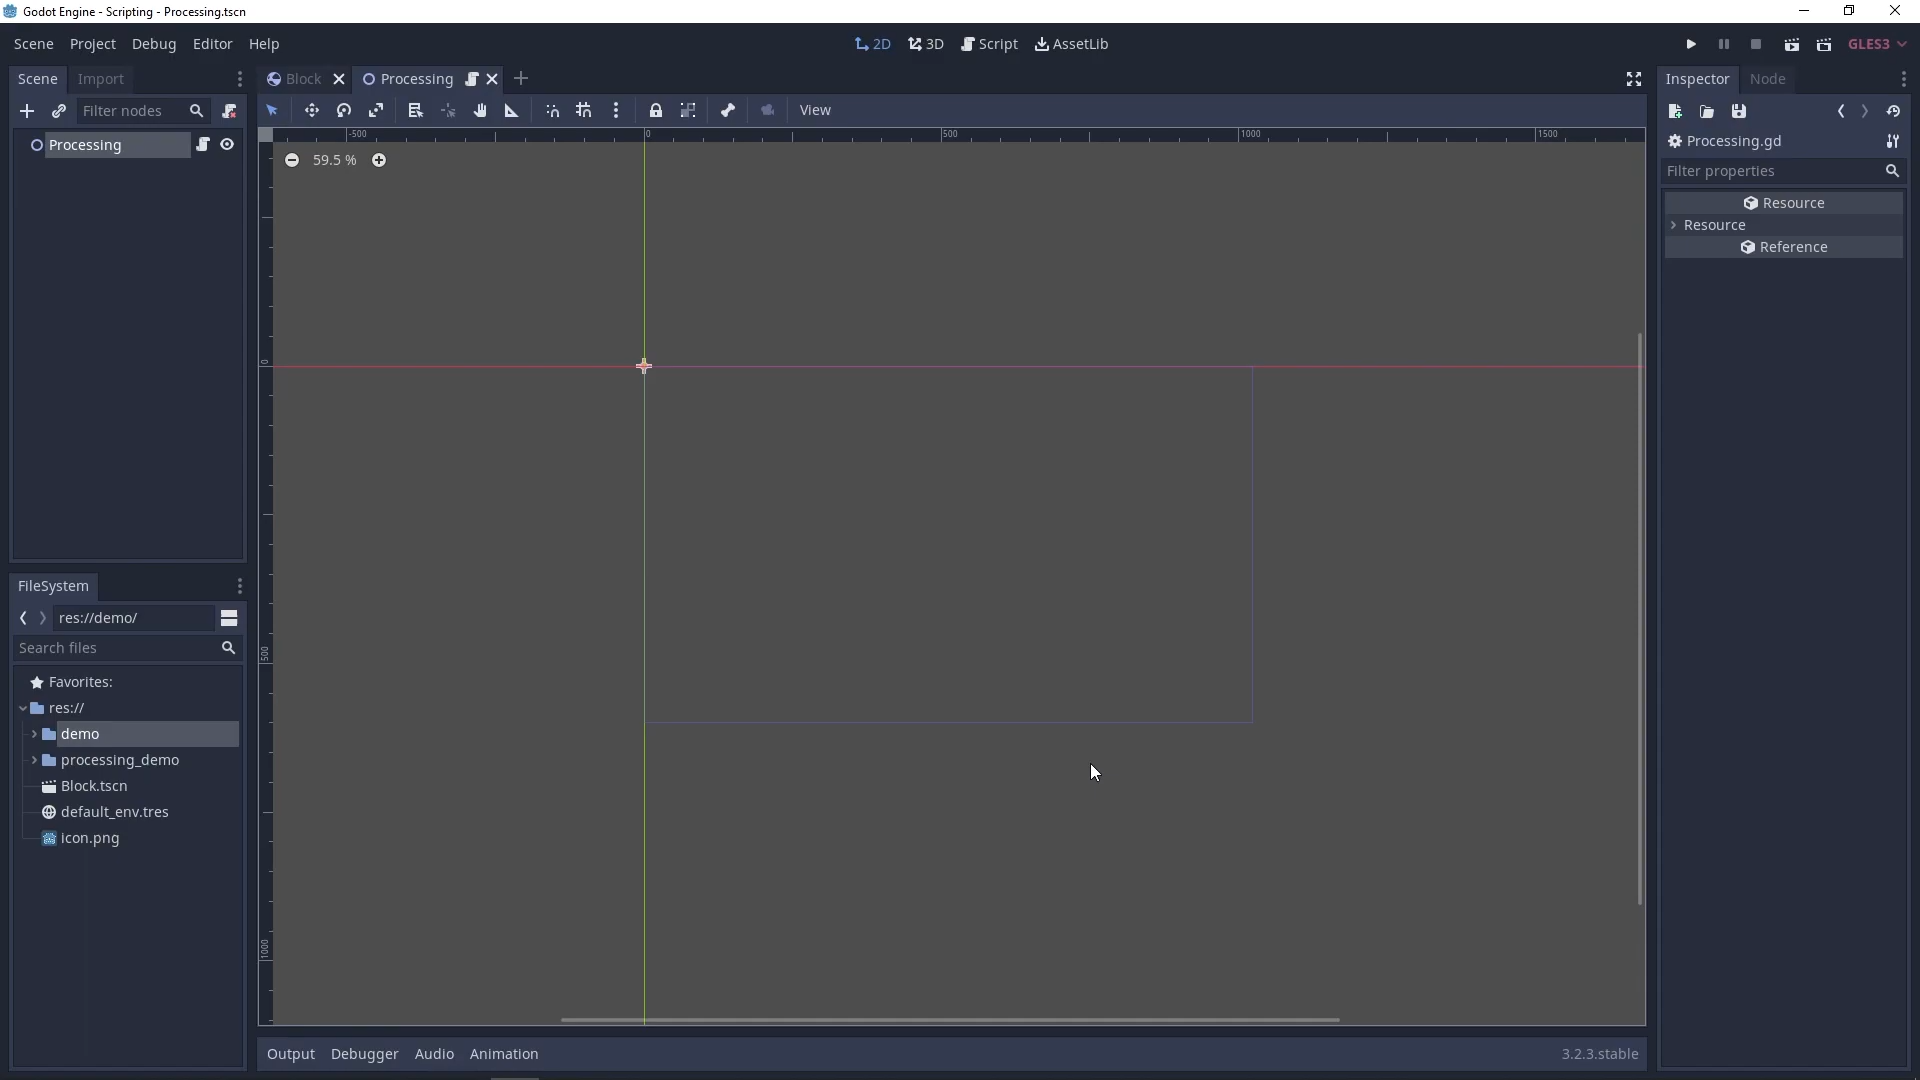 Godot Engine - Scripting - Processing.tscn
Scene Project Debug Editor Help
2D 3D Script AssetLib
GLES3
Scene Import
Block Processing
Inspector Node
Filter nodes
View
Processing
Processing.gd
59.5 %
Filter properties
Resource
Resource
Reference
-500 0 500 1000 1500
0
500
1000
FileSystem
res://demo/
Search files
Favorites:
res://
demo
processing_demo
Block.tscn
default_env.tres
icon.png
Output Debugger Audio Animation
3.2.3.stable